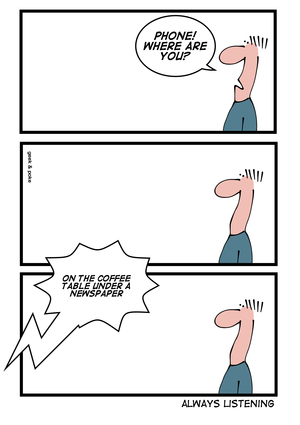 PHONE!
WHERE ARE
YOU?
geek & poke
ON THE COFFEE
TABLE UNDER A
NEWSPAPER
ALWAYS LISTENING